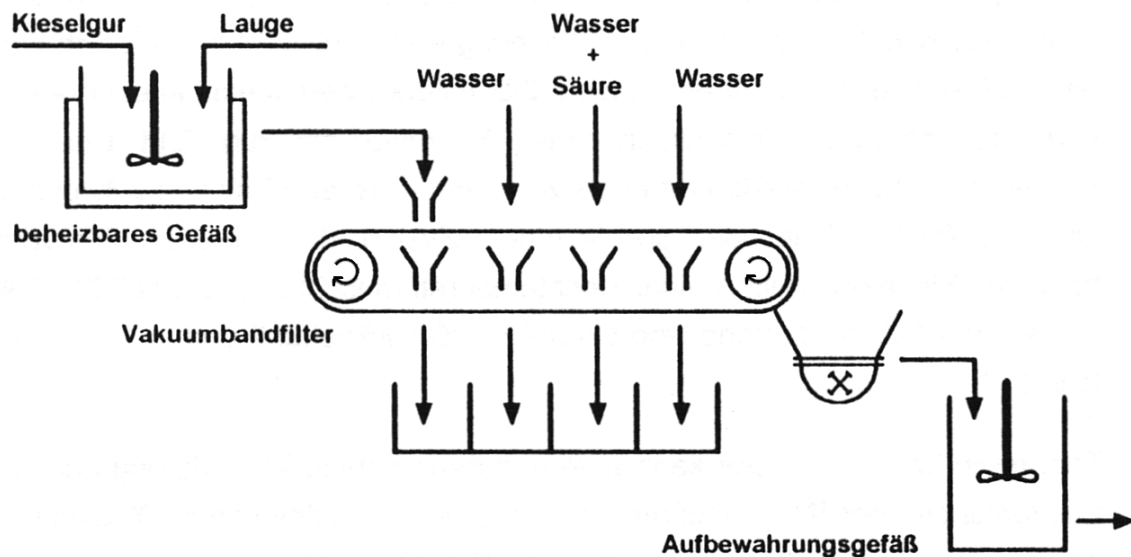 Kieselgur
Lauge
Wasser
+
Säure
Wasser
Wasser
beheizbares Gefäß
Vakuumbandfilter
Aufbewahrungsgefäß